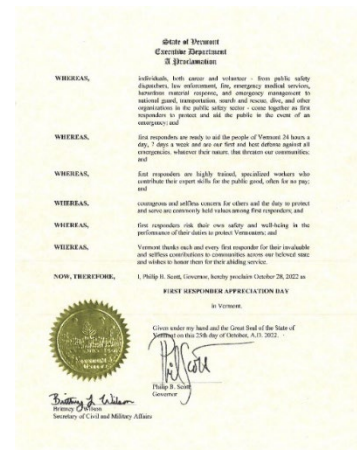 State of Vermont
Executive Department
A Proclamation
WHEREAS, individuals, both career and volunteer - from public safety
dispatchers, law enforcement, fire, emergency medical services,
hazardous material response, and emergency management to
national guard, transportation, search and rescue, dive, and other
organizations in the public safety sector - come together as first
responders to protect and aid the public in the event of an
emergency; and
WHEREAS, first responders are ready to aid the people of Vermont 24 hours a
day, 7 days a week and are our first and best defense against all
emergencies, whatever their nature, that threaten our communities;
and
WHEREAS, first responders are highly trained, specialized workers who
contribute their expert skills for the public good, often for no pay;
and
WHEREAS, courageous and selfless concern for others and the duty to protect
and serve are commonly held values among first responders; and
WHEREAS, first responders risk their own safety and well-being in the
performance of their duties to protect Vermonters; and
WHEREAS, Vermont thanks each and every first responder for their invaluable
and selfless contributions to communities across our beloved state
and wishes to honor them for their abiding service.
NOW, THEREFORE, I, Philip B. Scott, Governor, hereby proclaim October 28, 2022 as
FIRST RESPONDER APPRECIATION DAY
in Vermont.
Given under my hand and the Great Seal of the State of
Vermont on this 25th day of October, A.D. 2022.
Phil Scott
Philip B. Scott
Governor
Brittney L. Wilson
Brittney Wilson
Secretary of Civil and Military Affairs